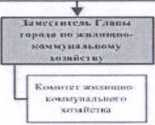 Заместитель Главы
города по жилищно-
коммунальному
хозяйству
Комитет жилищно-
коммунального
хозяйства